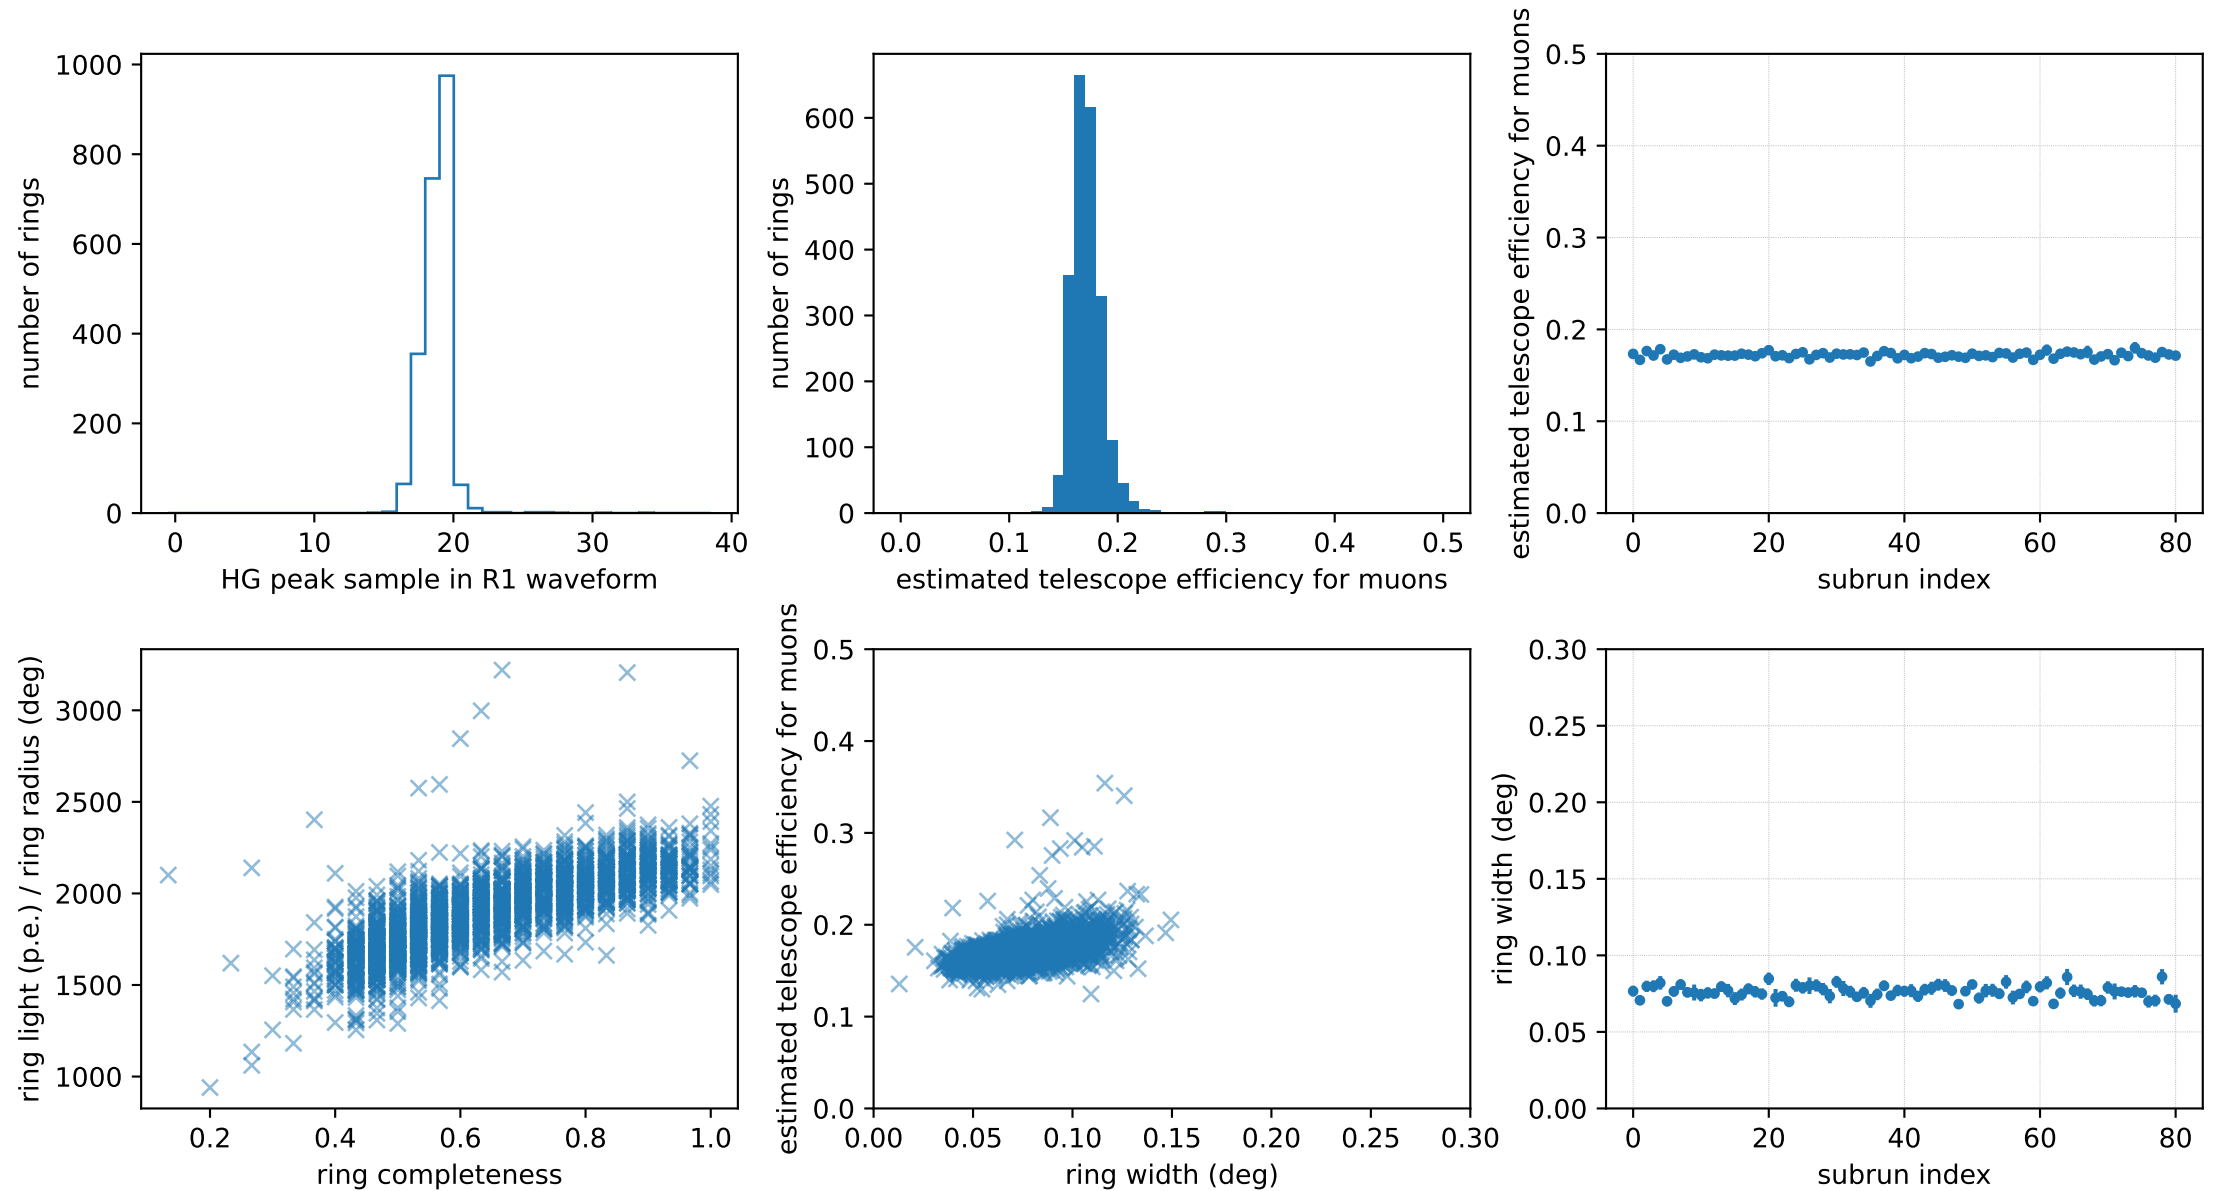 1000
800
600
400
200
0
number of rings
0 10 20 30 40
HG peak sample in R1 waveform
600
500
400
300
200
100
0
number of rings
0.0 0.1 0.2 0.3 0.4 0.5
estimated telescope efficiency for muons
0.5
0.4
0.3
0.2
0.1
0.0
estimated telescope efficiency for muons
0 20 40 60 80
subrun index
3000
2500
2000
1500
1000
ring light (p.e.) / ring radius (deg)
0.2 0.4 0.6 0.8 1.0
ring completeness
0.5
0.4
0.3
0.2
0.1
0.0
estimated telescope efficiency for muons
0.00 0.05 0.10 0.15 0.20 0.25 0.30
ring width (deg)
0.30
0.25
0.20
0.15
0.10
0.05
0.00
ring width (deg)
0 20 40 60 80
subrun index